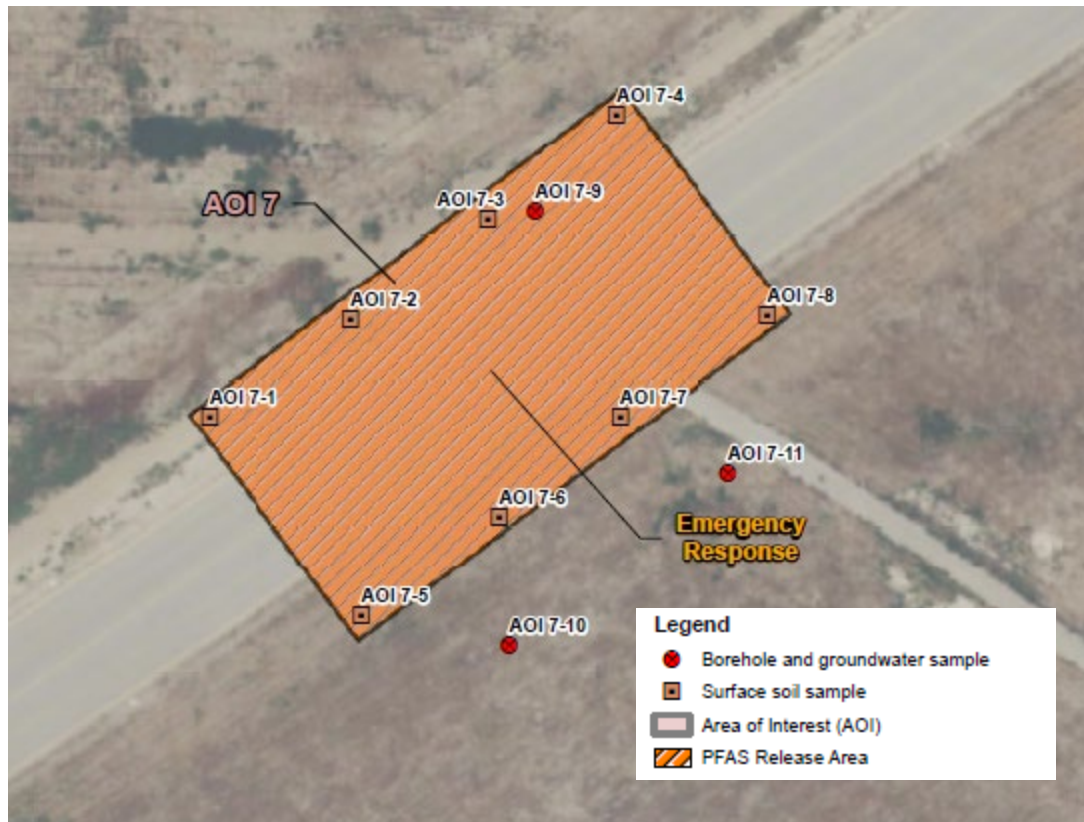 AOI 7-4
AOI 7
AOI 7-3
AOI 7-9
AOI 7-2
AOI 7-8
AOI 7-1
AOI 7-7
AOI 7-11
AOI 7-6
Emergency
Response
AOI 7-5
AOI 7-10
Legend
Borehole and groundwater sample
Surface soil sample
Area of Interest (AOI)
PFAS Release Area